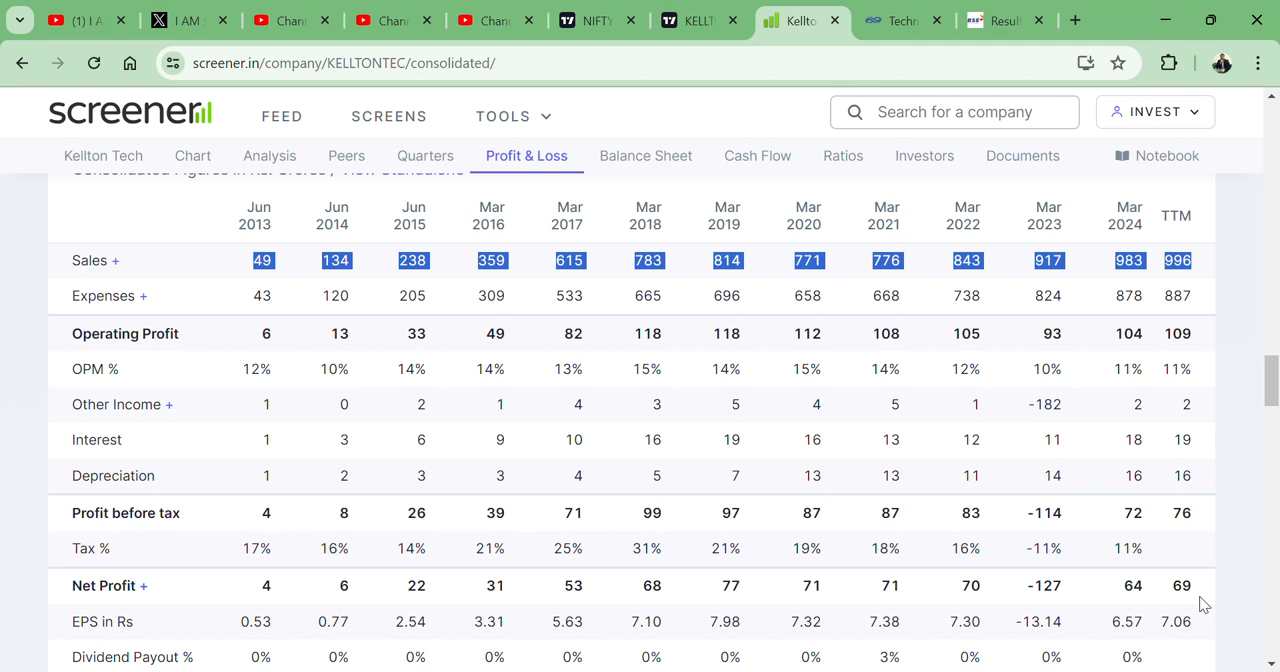 (1) I A
I AM
Chan
Chan
Chan
NIFTY
KELLT
Kellto
Techn
BSE Result
screener.in/company/KELLTONTEC/consolidated/
screener
FEED SCREENS TOOLS
Search for a company
INVEST
Kellton Tech Chart Analysis Peers Quarters Profit & Loss Balance Sheet Cash Flow Ratios Investors Documents Notebook
Consolidated Figures in Rs. Crores / View Standalone
Jun 2013 Jun 2014 Jun 2015 Mar 2016 Mar 2017 Mar 2018 Mar 2019 Mar 2020 Mar 2021 Mar 2022 Mar 2023 Mar 2024 TTM
Sales + 49 134 238 359 615 783 814 771 776 843 917 983 996
Expenses + 43 120 205 309 533 665 696 658 668 738 824 878 887
Operating Profit 6 13 33 49 82 118 118 112 108 105 93 104 109
OPM % 12% 10% 14% 14% 13% 15% 14% 15% 14% 12% 10% 11% 11%
Other Income + 1 0 2 1 4 3 5 4 5 1 -182 2 2
Interest 1 3 6 9 10 16 19 16 13 12 11 18 19
Depreciation 1 2 3 3 4 5 7 13 13 11 14 16 16
Profit before tax 4 8 26 39 71 99 97 87 87 83 -114 72 76
Tax % 17% 16% 14% 21% 25% 31% 21% 19% 18% 16% -11% 11%
Net Profit + 4 6 22 31 53 68 77 71 71 70 -127 64 69
EPS in Rs 0.53 0.77 2.54 3.31 5.63 7.10 7.98 7.32 7.38 7.30 -13.14 6.57 7.06
Dividend Payout % 0% 0% 0% 0% 0% 0% 0% 0% 3% 0% 0% 0%